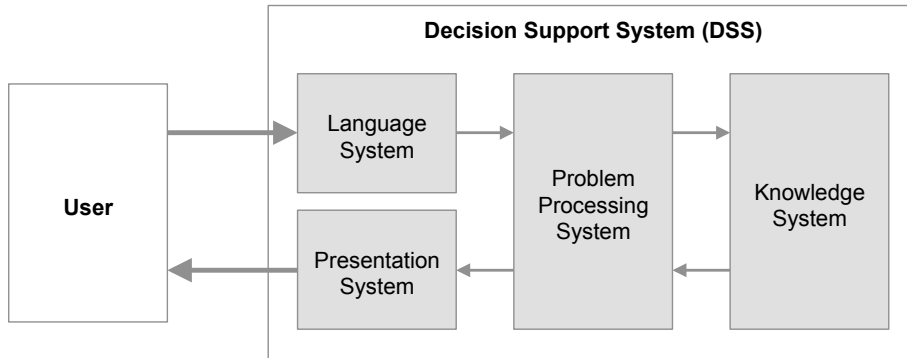 Decision Support System (DSS)
User
Language
System
Presentation
System
Problem
Processing
System
Knowledge
System